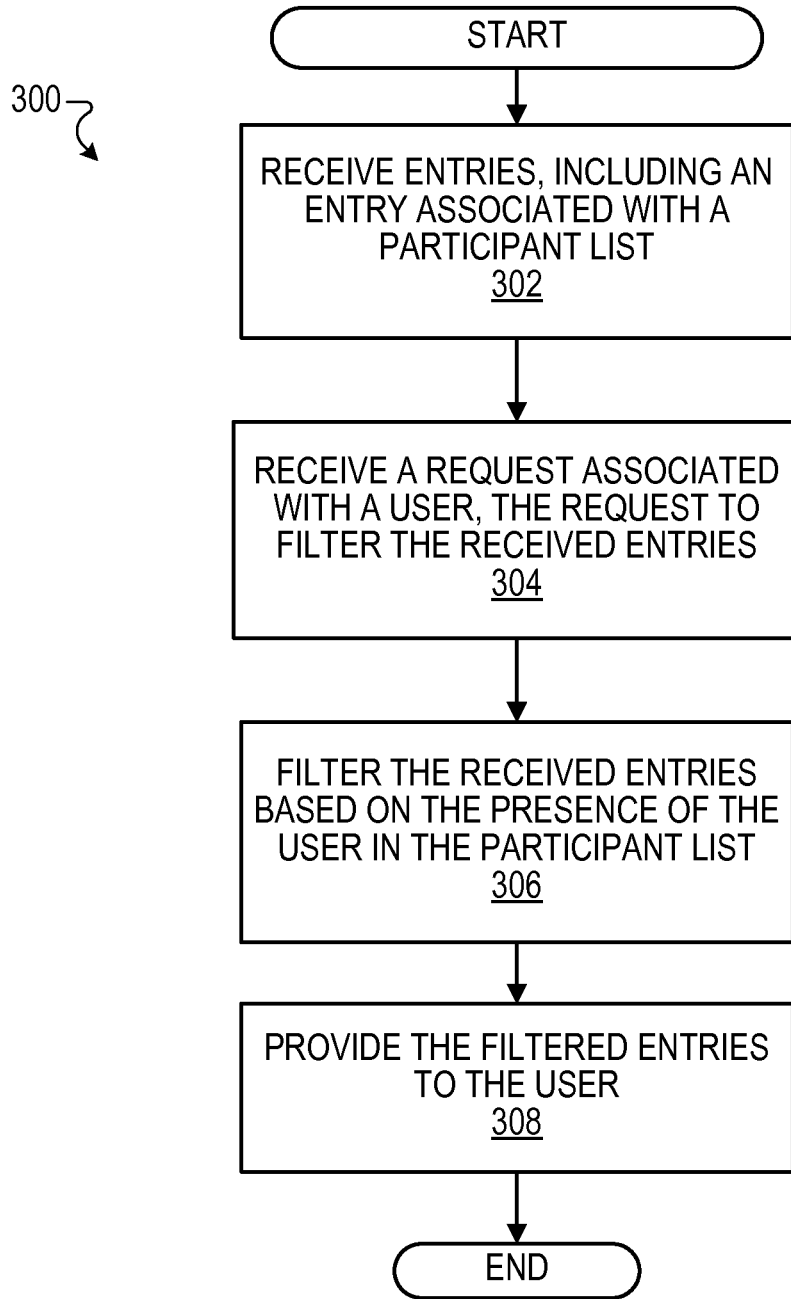 START
300
RECEIVE ENTRIES, INCLUDING AN
ENTRY ASSOCIATED WITH A
PARTICIPANT LIST
302
RECEIVE A REQUEST ASSOCIATED
WITH A USER, THE REQUEST TO
FILTER THE RECEIVED ENTRIES
304
FILTER THE RECEIVED ENTRIES
BASED ON THE PRESENCE OF THE
USER IN THE PARTICIPANT LIST
306
PROVIDE THE FILTERED ENTRIES
TO THE USER
308
END